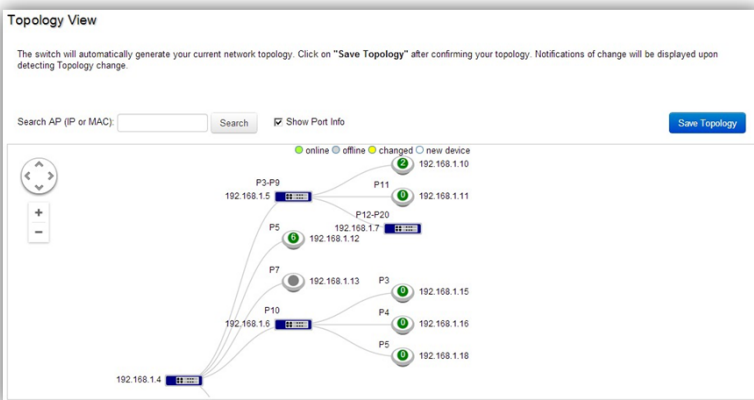 Topology View
The switch will automatically generate your current network topology. Click on "Save Topology" after confirming your topology. Notifications of change will be displayed upon
detecting Topology change.
Search AP (IP or MAC):
Search
Show Port Info
Save Topology
online offline changed new device
2 192.168.1.10
P3-P9
192.168.1.5
P11
0 192.168.1.11
P12-P20
192.168.1.7
P5
6 192.168.1.12
P7
192.168.1.13
P3
0 192.168.1.15
P10
192.168.1.6
P4
0 192.168.1.16
P5
0 192.168.1.18
192.168.1.4